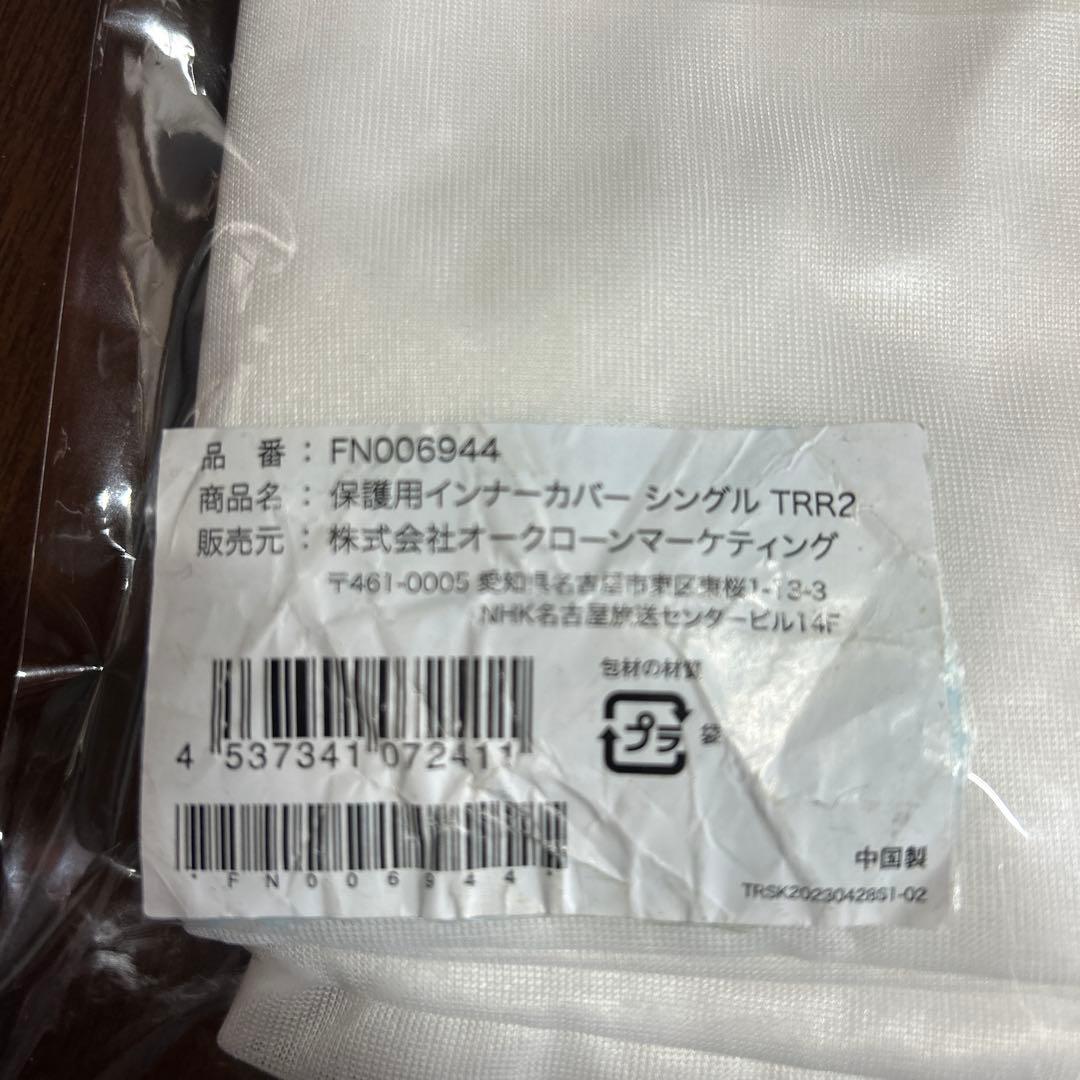 品 番 : FN006944
商品名 : 保護用インナーカバー シングル TRR2
販売元 : 株式会社オークローンマーケティング
〒461-0005 愛知県名古屋市東区東桜1-13-3
NHK名古屋放送センタービル14F
包材の材質
プラ 袋
4 537341 072411
*FN006944*
中国製
TRSK20230428S1-02